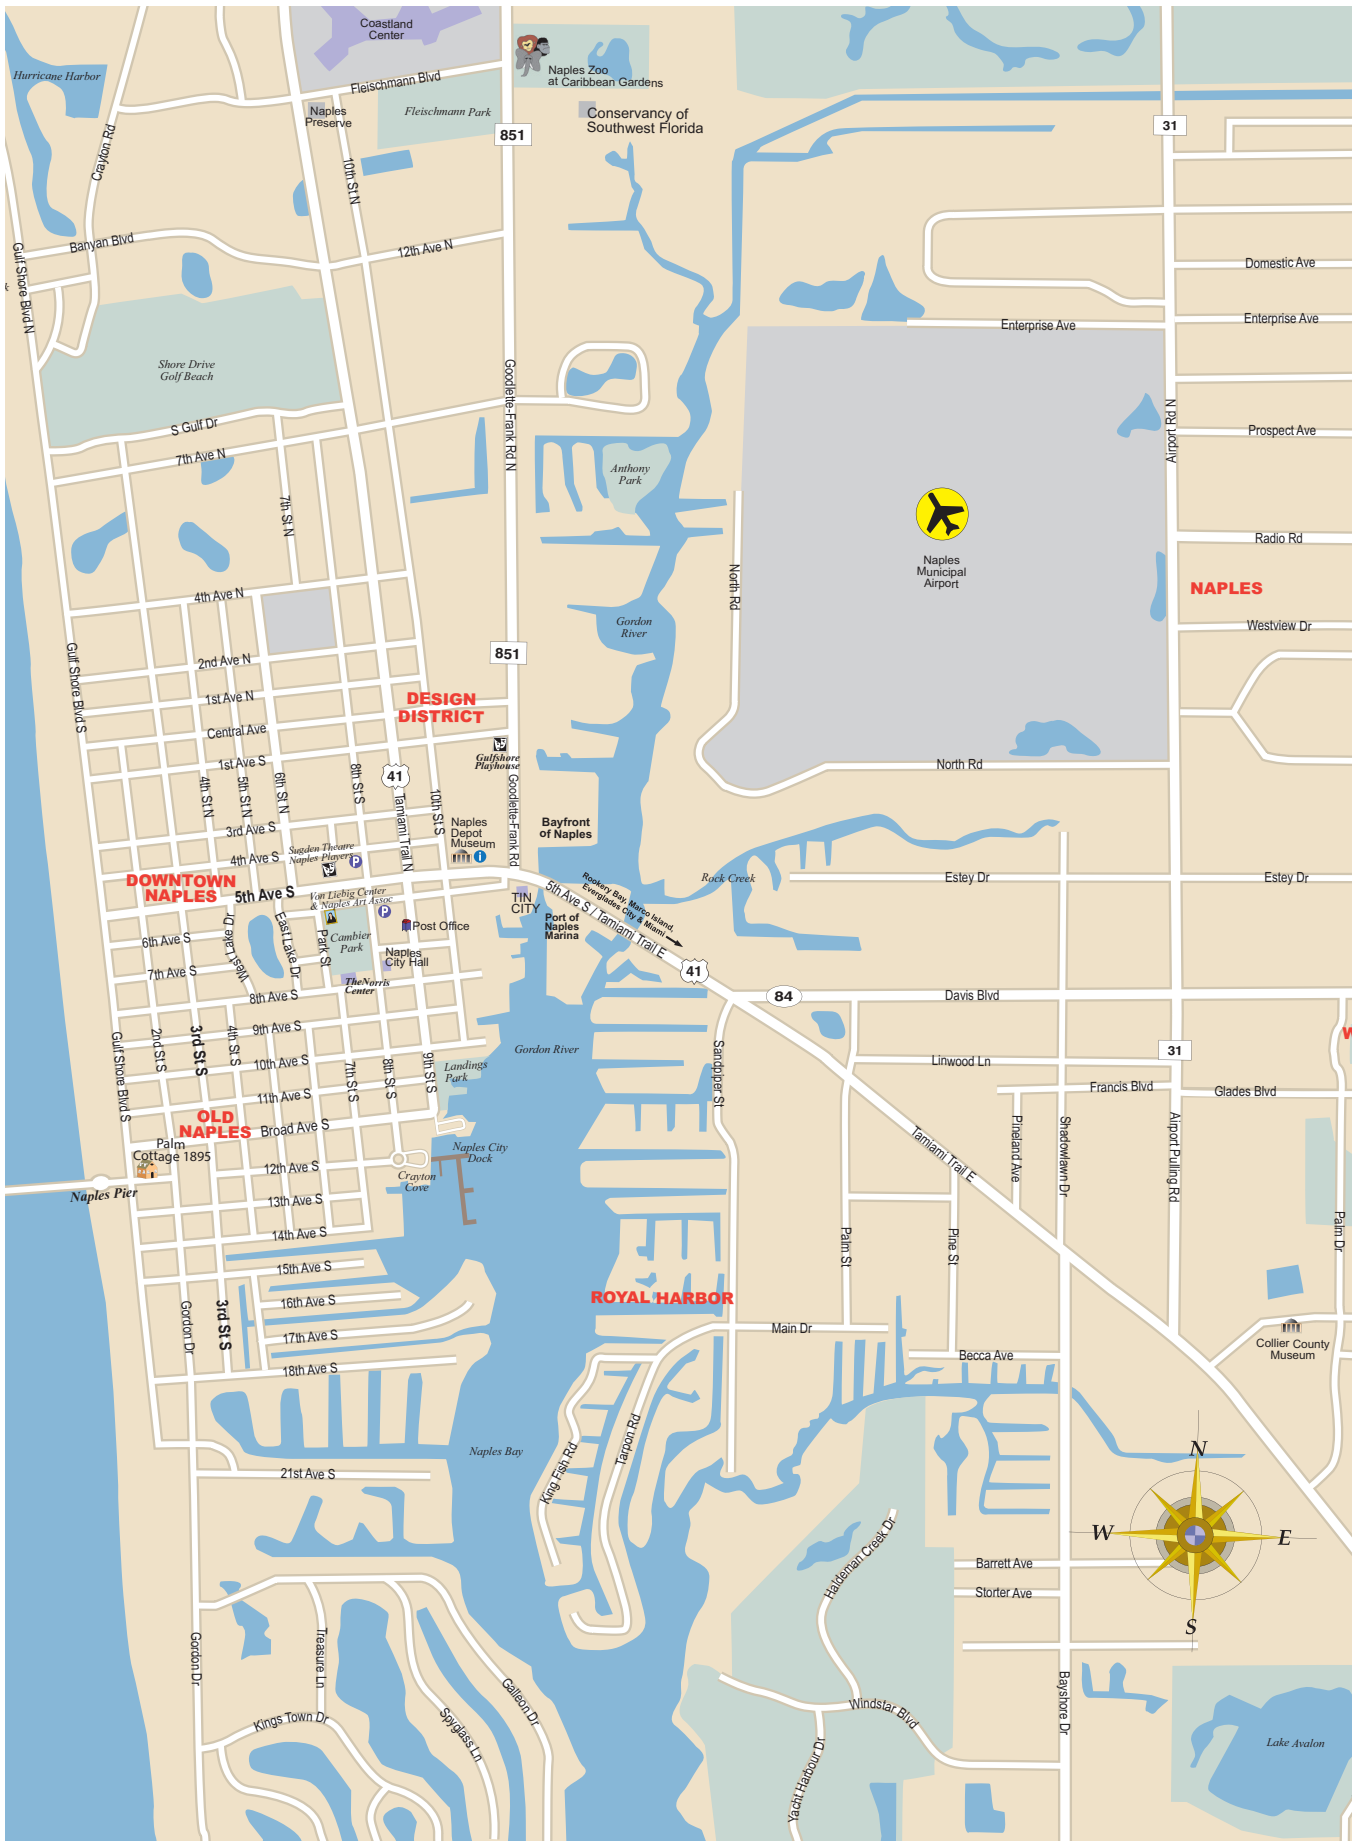 Coastland
Center
Hurricane Harbor
Fleischmann Blvd
Naples Zoo
at Caribbean Gardens
Naples
Preserve
Fleischmann Park
Conservancy of
Southwest Florida
851
31
Crayton Rd
10th St N
Banyan Blvd
12th Ave N
Gulf Shore Blvd N
Domestic Ave
Enterprise Ave
Enterprise Ave
Shore Drive
Golf Beach
Goodlette-Frank Rd N
S Gulf Dr
7th Ave N
7th St N
Anthony
Park
Airport Rd N
Prospect Ave
Radio Rd
Naples
Municipal
Airport
North Rd
NAPLES
4th Ave N
Gordon
River
Westview Dr
2nd Ave N
851
Gulf Shore Blvd S
1st Ave N
DESIGN
DISTRICT
Central Ave
1st Ave S
Gulfshore
Playhouse
North Rd
41
4th St N
5th St N
6th St N
8th St S
Tamiami Trail N
10th St S
Goodlette-Frank Rd
3rd Ave S
Naples
Depot
Museum
Bayfront
of Naples
4th Ave S
Sugden Theatre
Naples Players
P
i
DOWNTOWN
NAPLES
5th Ave S
Von Liebig Center
& Naples Art Assoc
P
TIN
CITY
Port of
Naples
Marina
Rookery Bay, Marco Island,
Everglades City & Miami
5th Ave S / Tamiami Trail E
Rock Creek
Estey Dr
Estey Dr
Post Office
6th Ave S
West Lake Dr
East Lake Dr
Park St
Cambier
Park
Naples
City Hall
7th Ave S
TheNorris
Center
8th Ave S
41
84
Davis Blvd
9th Ave S
Gulf Shore Blvd S
2nd St S
3rd St S
4th St S
10th Ave S
7th St S
8th St S
9th St S
Landings
Park
Gordon River
Sandpiper St
Linwood Ln
31
Francis Blvd
Glades Blvd
11th Ave S
OLD
NAPLES
Broad Ave S
Pineland Ave
Shadowlawn Dr
Airport Pulling Rd
Tamiami Trail E
Palm
Cottage 1895
12th Ave S
Naples City
Dock
Crayton
Cove
Naples Pier
13th Ave S
14th Ave S
Palm St
Pine St
Palm Dr
15th Ave S
16th Ave S
ROYAL HARBOR
Gordon Dr
3rd St S
17th Ave S
Main Dr
18th Ave S
Becca Ave
Collier County
Museum
Naples Bay
King Fish Rd
Tarpon Rd
21st Ave S
N
W
E
S
Haldeman Creek Dr
Barrett Ave
Storter Ave
Gordon Dr
Treasure Ln
Galleon Dr
Spyglass Ln
Kings Town Dr
Windstar Blvd
Yacht Harbour Dr
Bayshore Dr
Lake Avalon